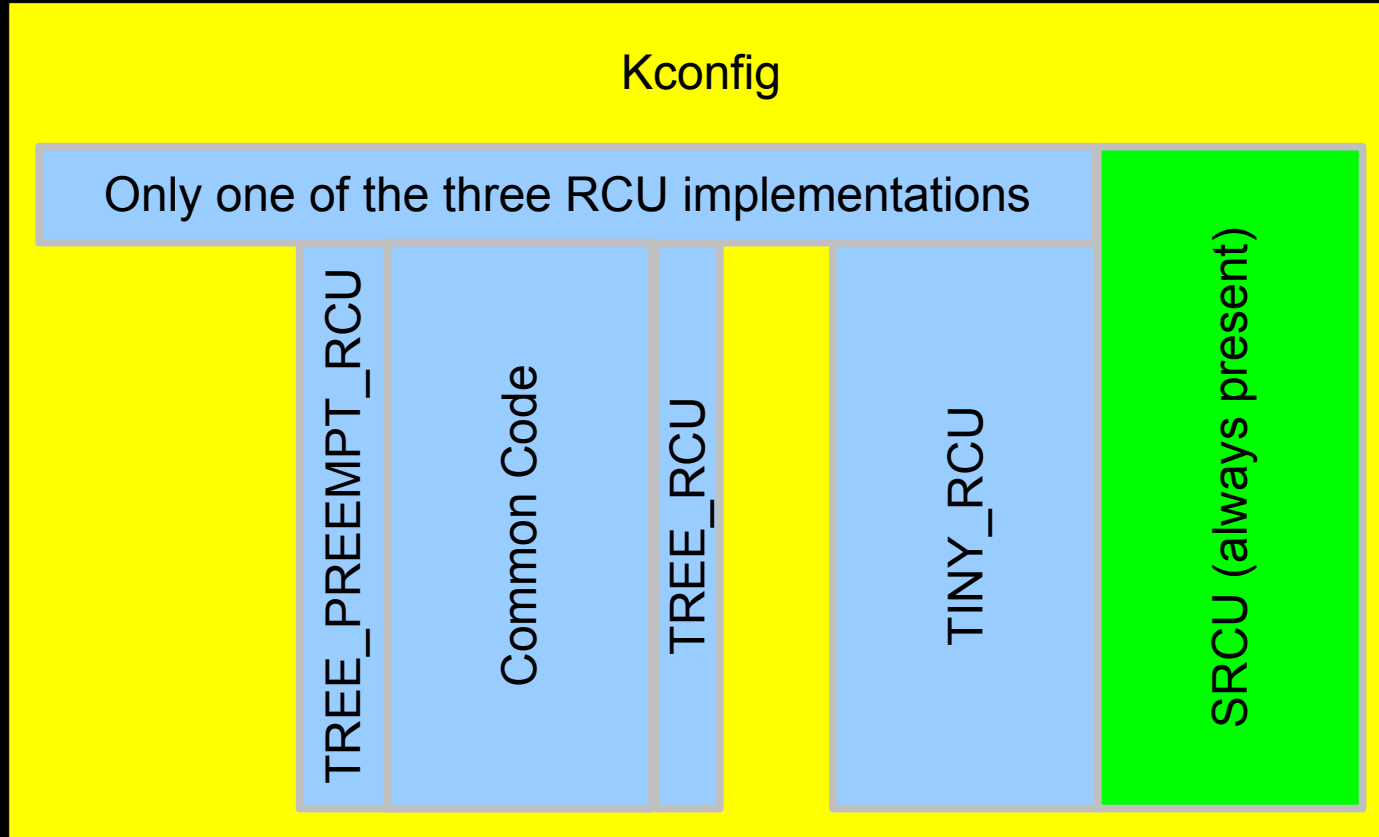 Kconfig
Only one of the three RCU implementations
TREE_PREEMPT_RCU
Common Code
TREE_RCU
TINY_RCU
SRCU (always present)